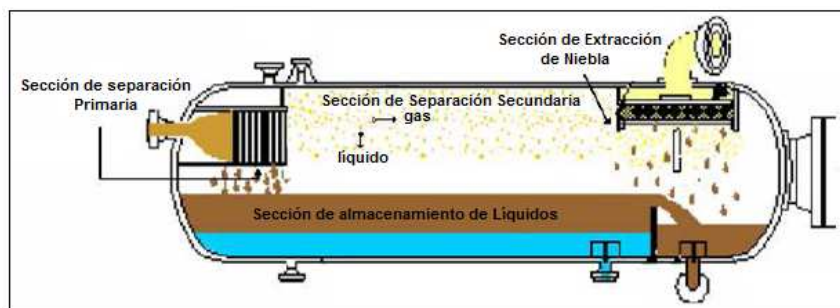 Sección de Extracción
de Niebla
Sección de separación
Primaria
Sección de Separación Secundaria
gas
líquido
Sección de almacenamiento de Líquidos